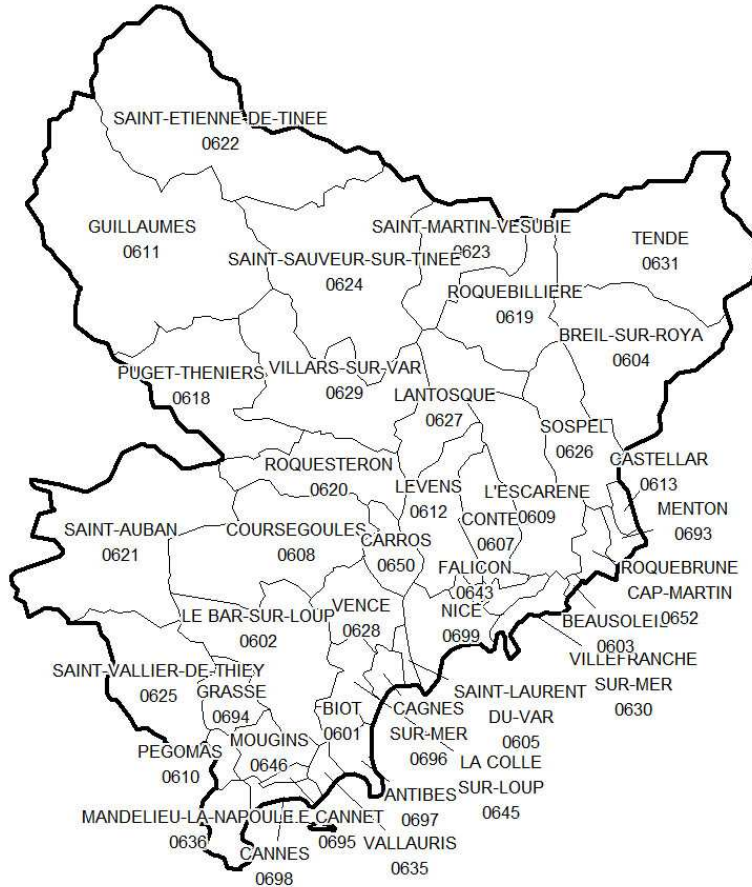 SAINT-ETIENNE-DE-TINEE
0622
GUILLAUMES
0611
SAINT-MARTIN-VESUBIE
0623
TENDE
0631
SAINT-SAUVEUR-SUR-TINEE
0624
ROQUEBILLIERE
0619
BREIL-SUR-ROYA
0604
PUGET-THENIERS
0618
VILLARS-SUR-VAR
0629
LANTOSQUE
0627
SOSPEL
0626
CASTELLAR
0613
ROQUESTERON
0620
LEVENS
0612
L'ESCARENE
0609
MENTON
0693
SAINT-AUBAN
0621
COURSEGOULES
0608
CARROS
0650
CONTE
0607
FALICON
0643
ROQUEBRUNE
CAP-MARTIN
0652
LE BAR-SUR-LOUP
0602
VENCE
0628
NICE
0699
BEAUSOLEIL
0603
VILLEFRANCHE
SUR-MER
0630
SAINT-VALLIER-DE-THIEY
0625
GRASSE
0694
BIOT
0601
CAGNES
SUR-MER
0696
SAINT-LAURENT
DU-VAR
0605
PEGOMAS
0610
MOUGINS
0646
LA COLLE
SUR-LOUP
0645
ANTIBES
0697
MANDELIEU-LA-NAPOULE
0636
LE CANNET
0695
VALLAURIS
0635
CANNES
0698